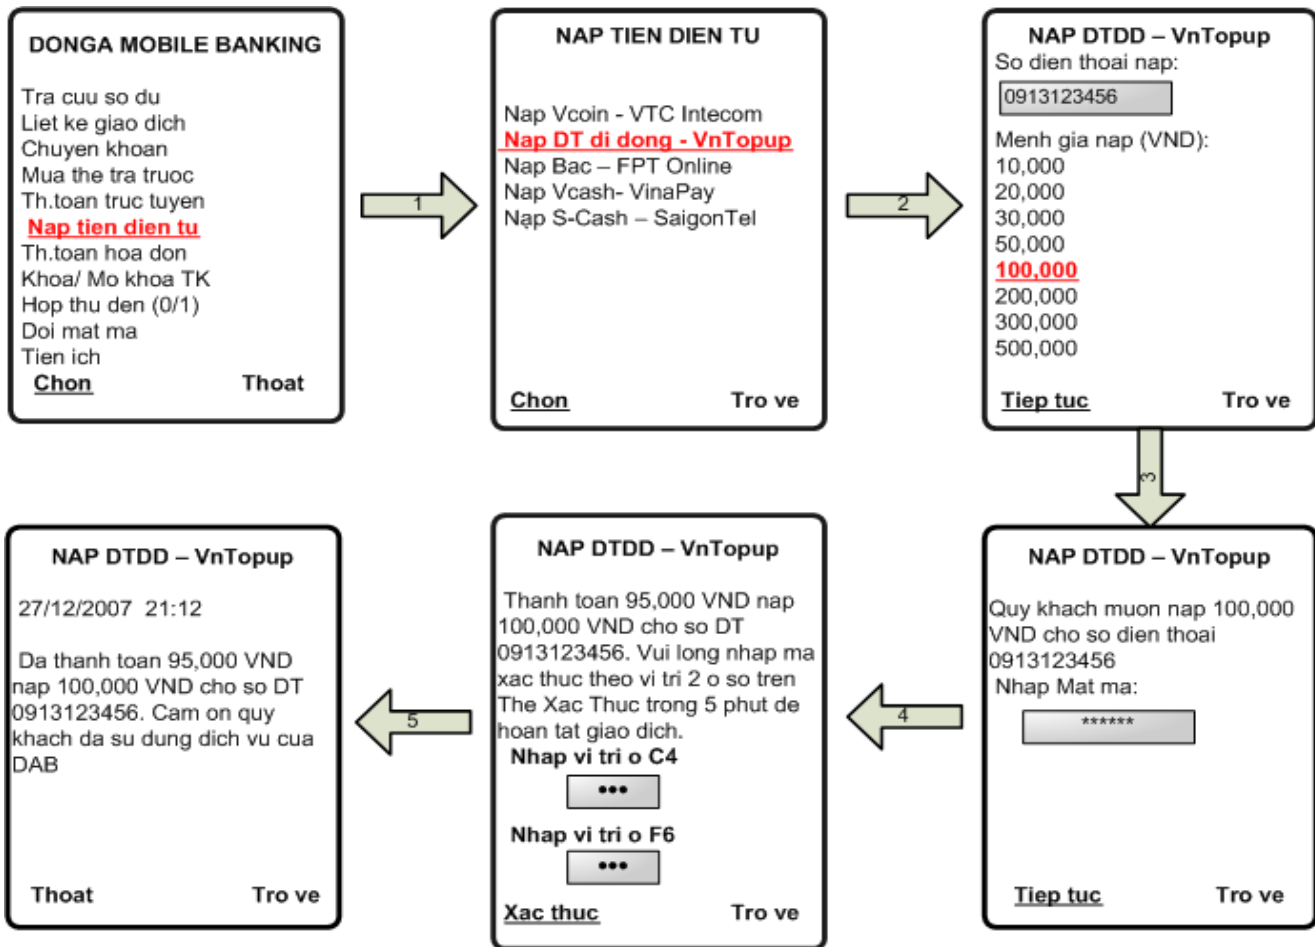 DONGA MOBILE BANKING
Tra cuu so du
Liet ke giao dich
Chuyen khoan
Mua the tra truoc
Th.toan truc tuyen
Nap tien dien tu
Th.toan hoa don
Khoa/ Mo khoa TK
Hop thu den (0/1)
Doi mat ma
Tien ich
Chon Thoat
1
NAP TIEN DIEN TU
Nap Vcoin - VTC Intecom
Nap DT di dong - VnTopup
Nap Bac – FPT Online
Nap Vcash- VinaPay
Nạp S-Cash – SaigonTel
Chon Tro ve
2
NAP DTDD – VnTopup
So dien thoai nap:
0913123456
Menh gia nap (VND):
10,000
20,000
30,000
50,000
100,000
200,000
300,000
500,000
Tiep tuc Tro ve
3
NAP DTDD – VnTopup
Quy khach muon nap 100,000
VND cho so dien thoai
0913123456
Nhap Mat ma:
******
Tiep tuc Tro ve
4
NAP DTDD – VnTopup
Thanh toan 95,000 VND nap
100,000 VND cho so DT
0913123456. Vui long nhap ma
xac thuc theo vi tri 2 o so tren
The Xac Thuc trong 5 phut de
hoan tat giao dich.
Nhap vi tri o C4
•••
Nhap vi tri o F6
•••
Xac thuc Tro ve
5
NAP DTDD – VnTopup
27/12/2007 21:12
Da thanh toan 95,000 VND
nap 100,000 VND cho so DT
0913123456. Cam on quy
khach da su dung dich vu cua
DAB
Thoat Tro ve